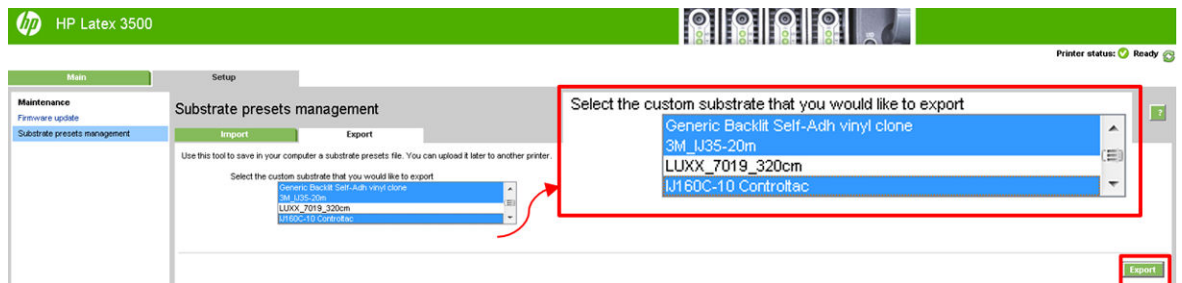 hp HP Latex 3500
Printer status: Ready
Main Setup
Maintenance
Firmware update
Substrate presets management
Substrate presets management
?
Import Export
Use this tool to save in your computer a substrate presets file. You can upload it later to another printer.
Select the custom substrate that you would like to export
Generic Backlit Self-Adh vinyl clone
3M_IJ35-20m
LUXX_7019_320cm
IJ160C-10 Controltac
Select the custom substrate that you would like to export
Generic Backlit Self-Adh vinyl clone
3M_IJ35-20m
LUXX_7019_320cm
IJ160C-10 Controltac
Export